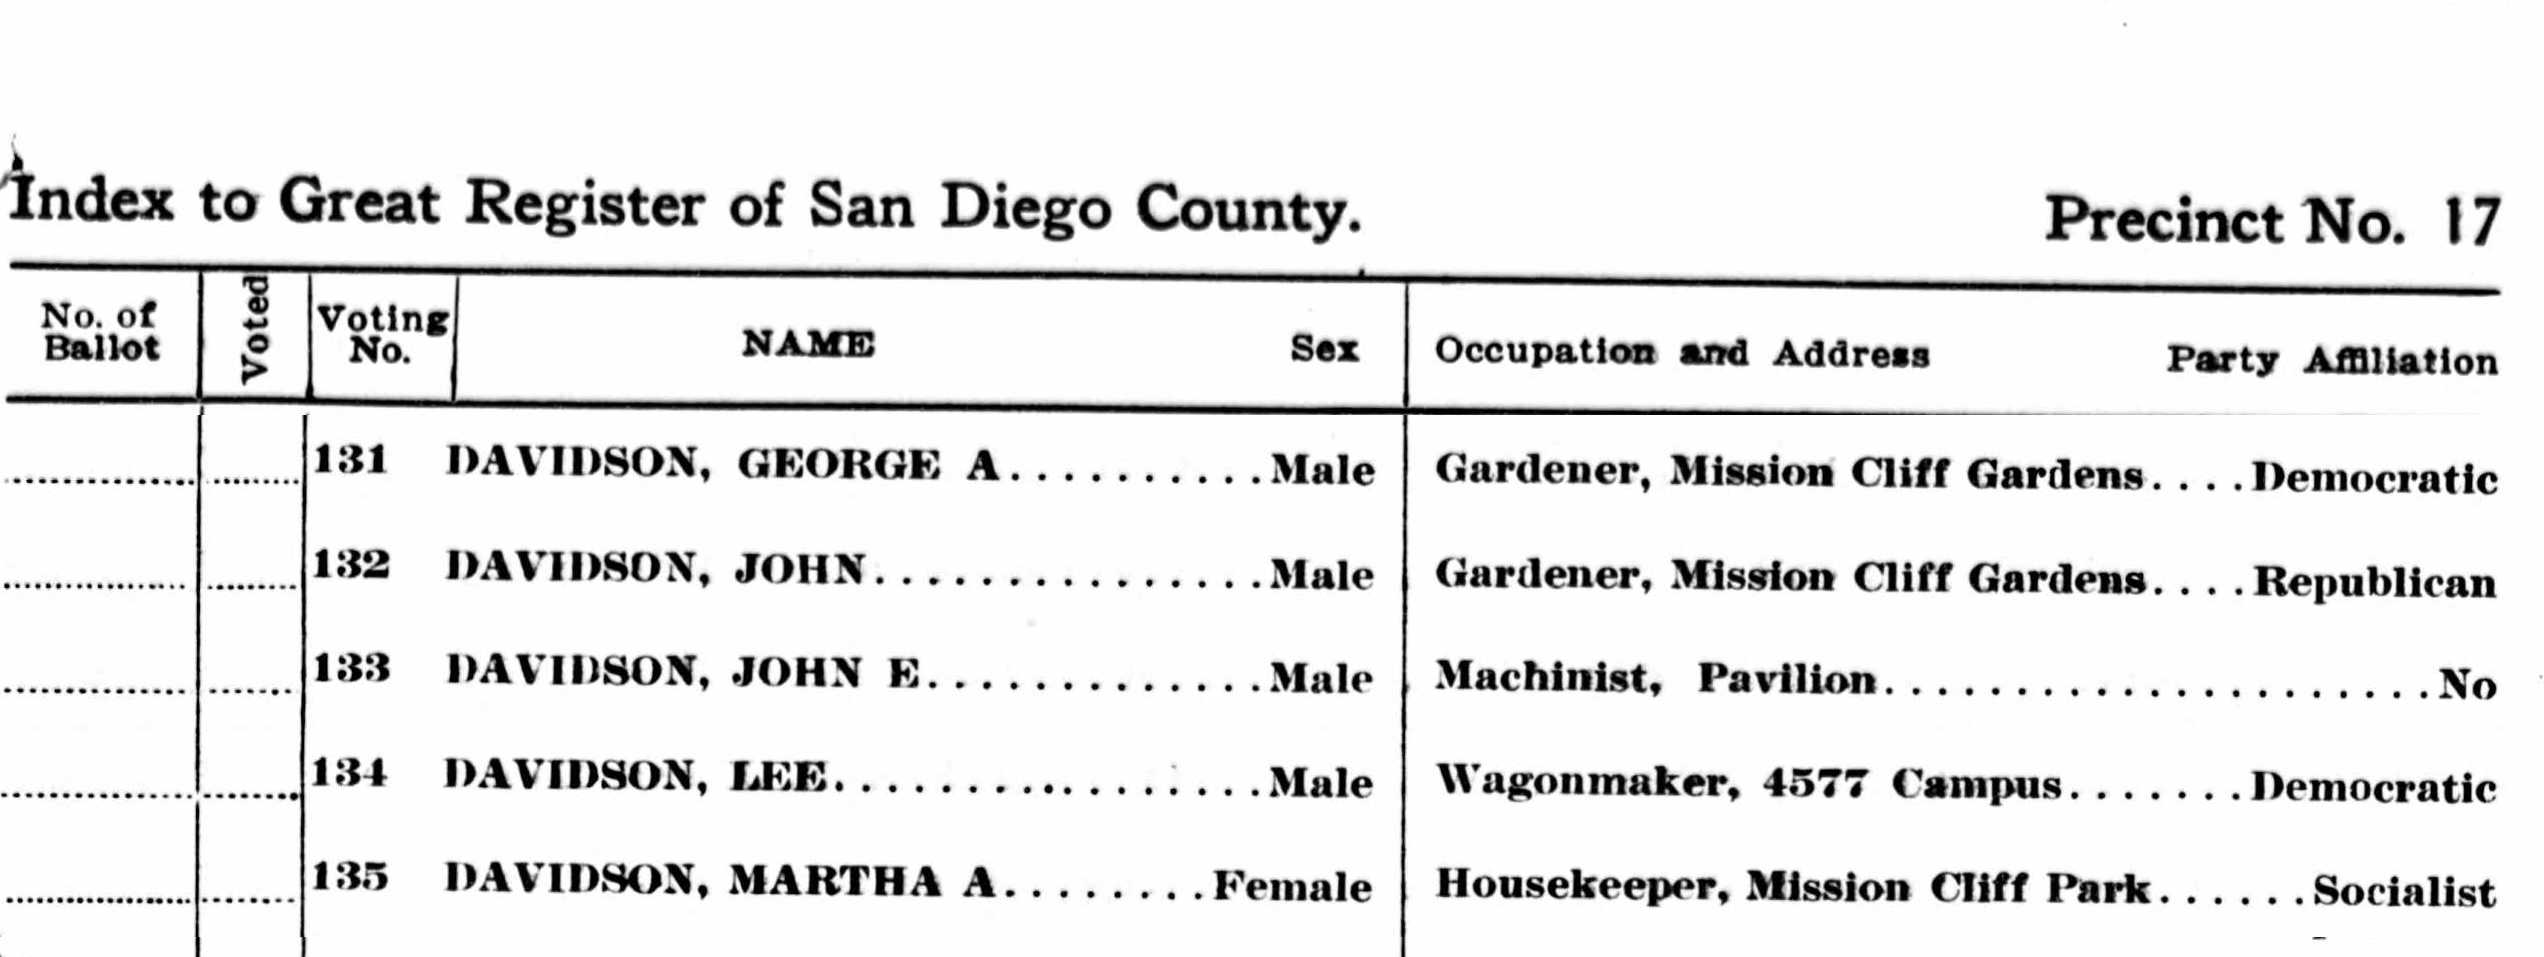 Index to Great Register of San Diego County. Precinct No. 17
No. of Ballot Voted Voting No. NAME Sex Occupation and Address Party Affiliation
131 DAVIDSON, GEORGE A..........Male Gardener, Mission Cliff Gardens....Democratic
132 DAVIDSON, JOHN...............Male Gardener, Mission Cliff Gardens....Republican
133 DAVIDSON, JOHN E.............Male Machinist, Pavilion.....................No
134 DAVIDSON, LEE................Male Wagonmaker, 4577 Campus.......Democratic
135 DAVIDSON, MARTHA A........Female Housekeeper, Mission Cliff Park......Socialist